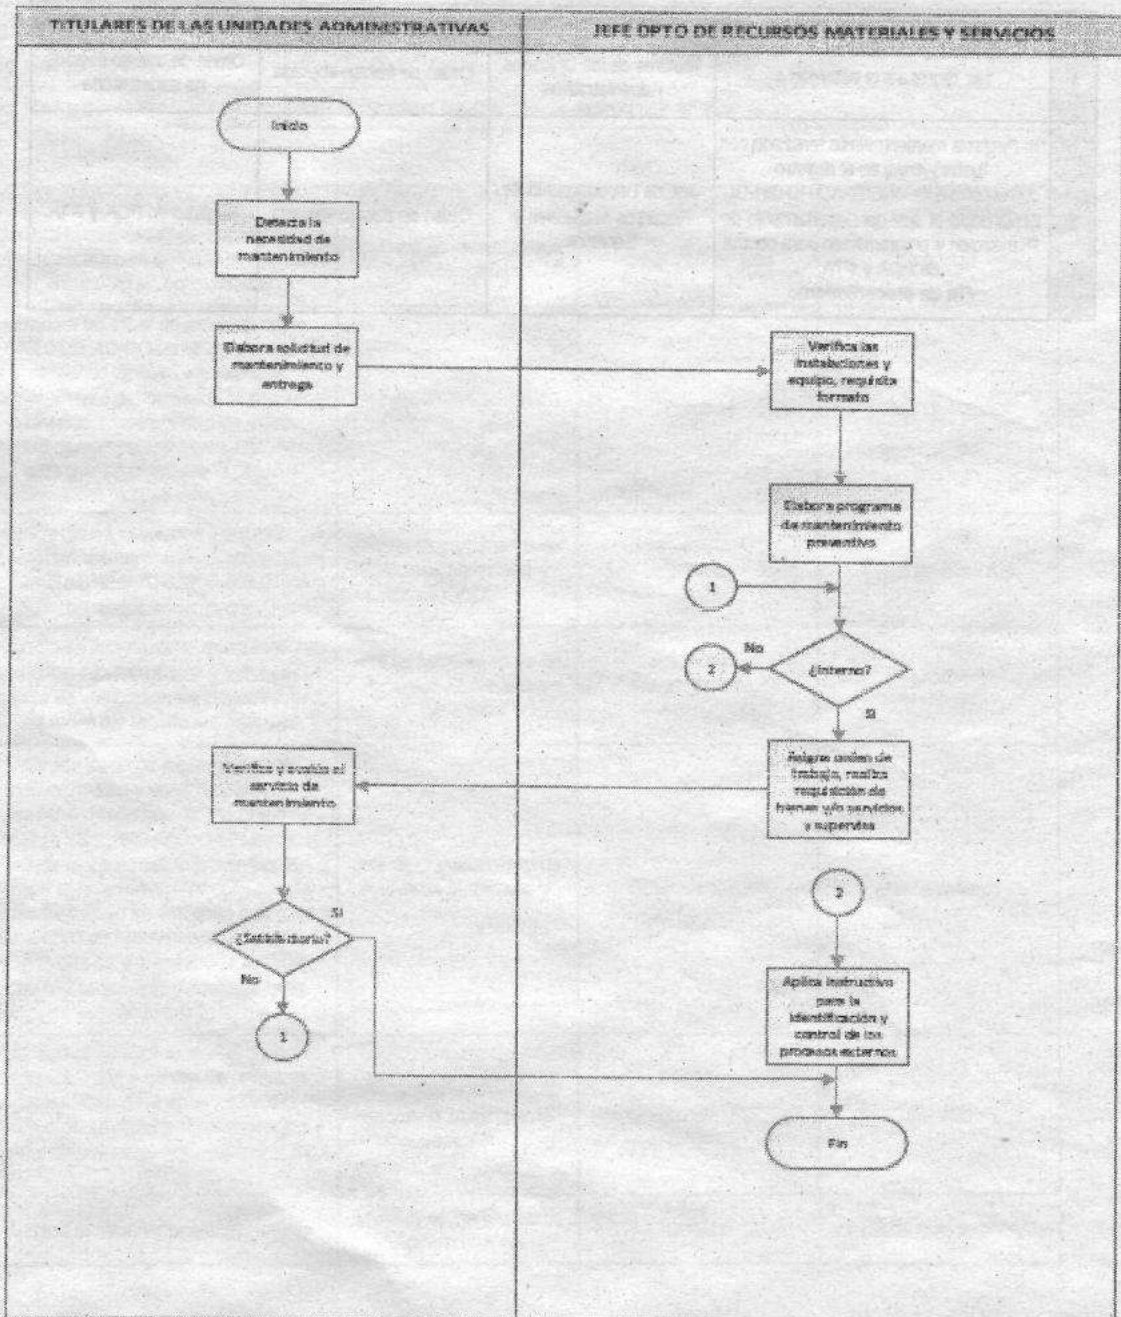 TITULARES DE LAS UNIDADES ADMINISTRATIVAS
JEFE DPTO DE RECURSOS MATERIALES Y SERVICIOS
Inicio
Detecta la
necesidad de
mantenimiento
Elabora solicitud de
mantenimiento y
entrega
Verifica las
instalaciones y
equipo, requisita
formato
Elabora programa
de mantenimiento
preventivo
1
No
2
¿Interno?
Si
Asigna orden de
trabajo, realiza
requisición de
bienes y/o servicios
y supervisa
Verifica y evalúa el
servicio de
mantenimiento
2
Si
¿Satisfactorio?
No
1
Aplica instructivo
para la
identificación y
control de los
procesos externos
Fin